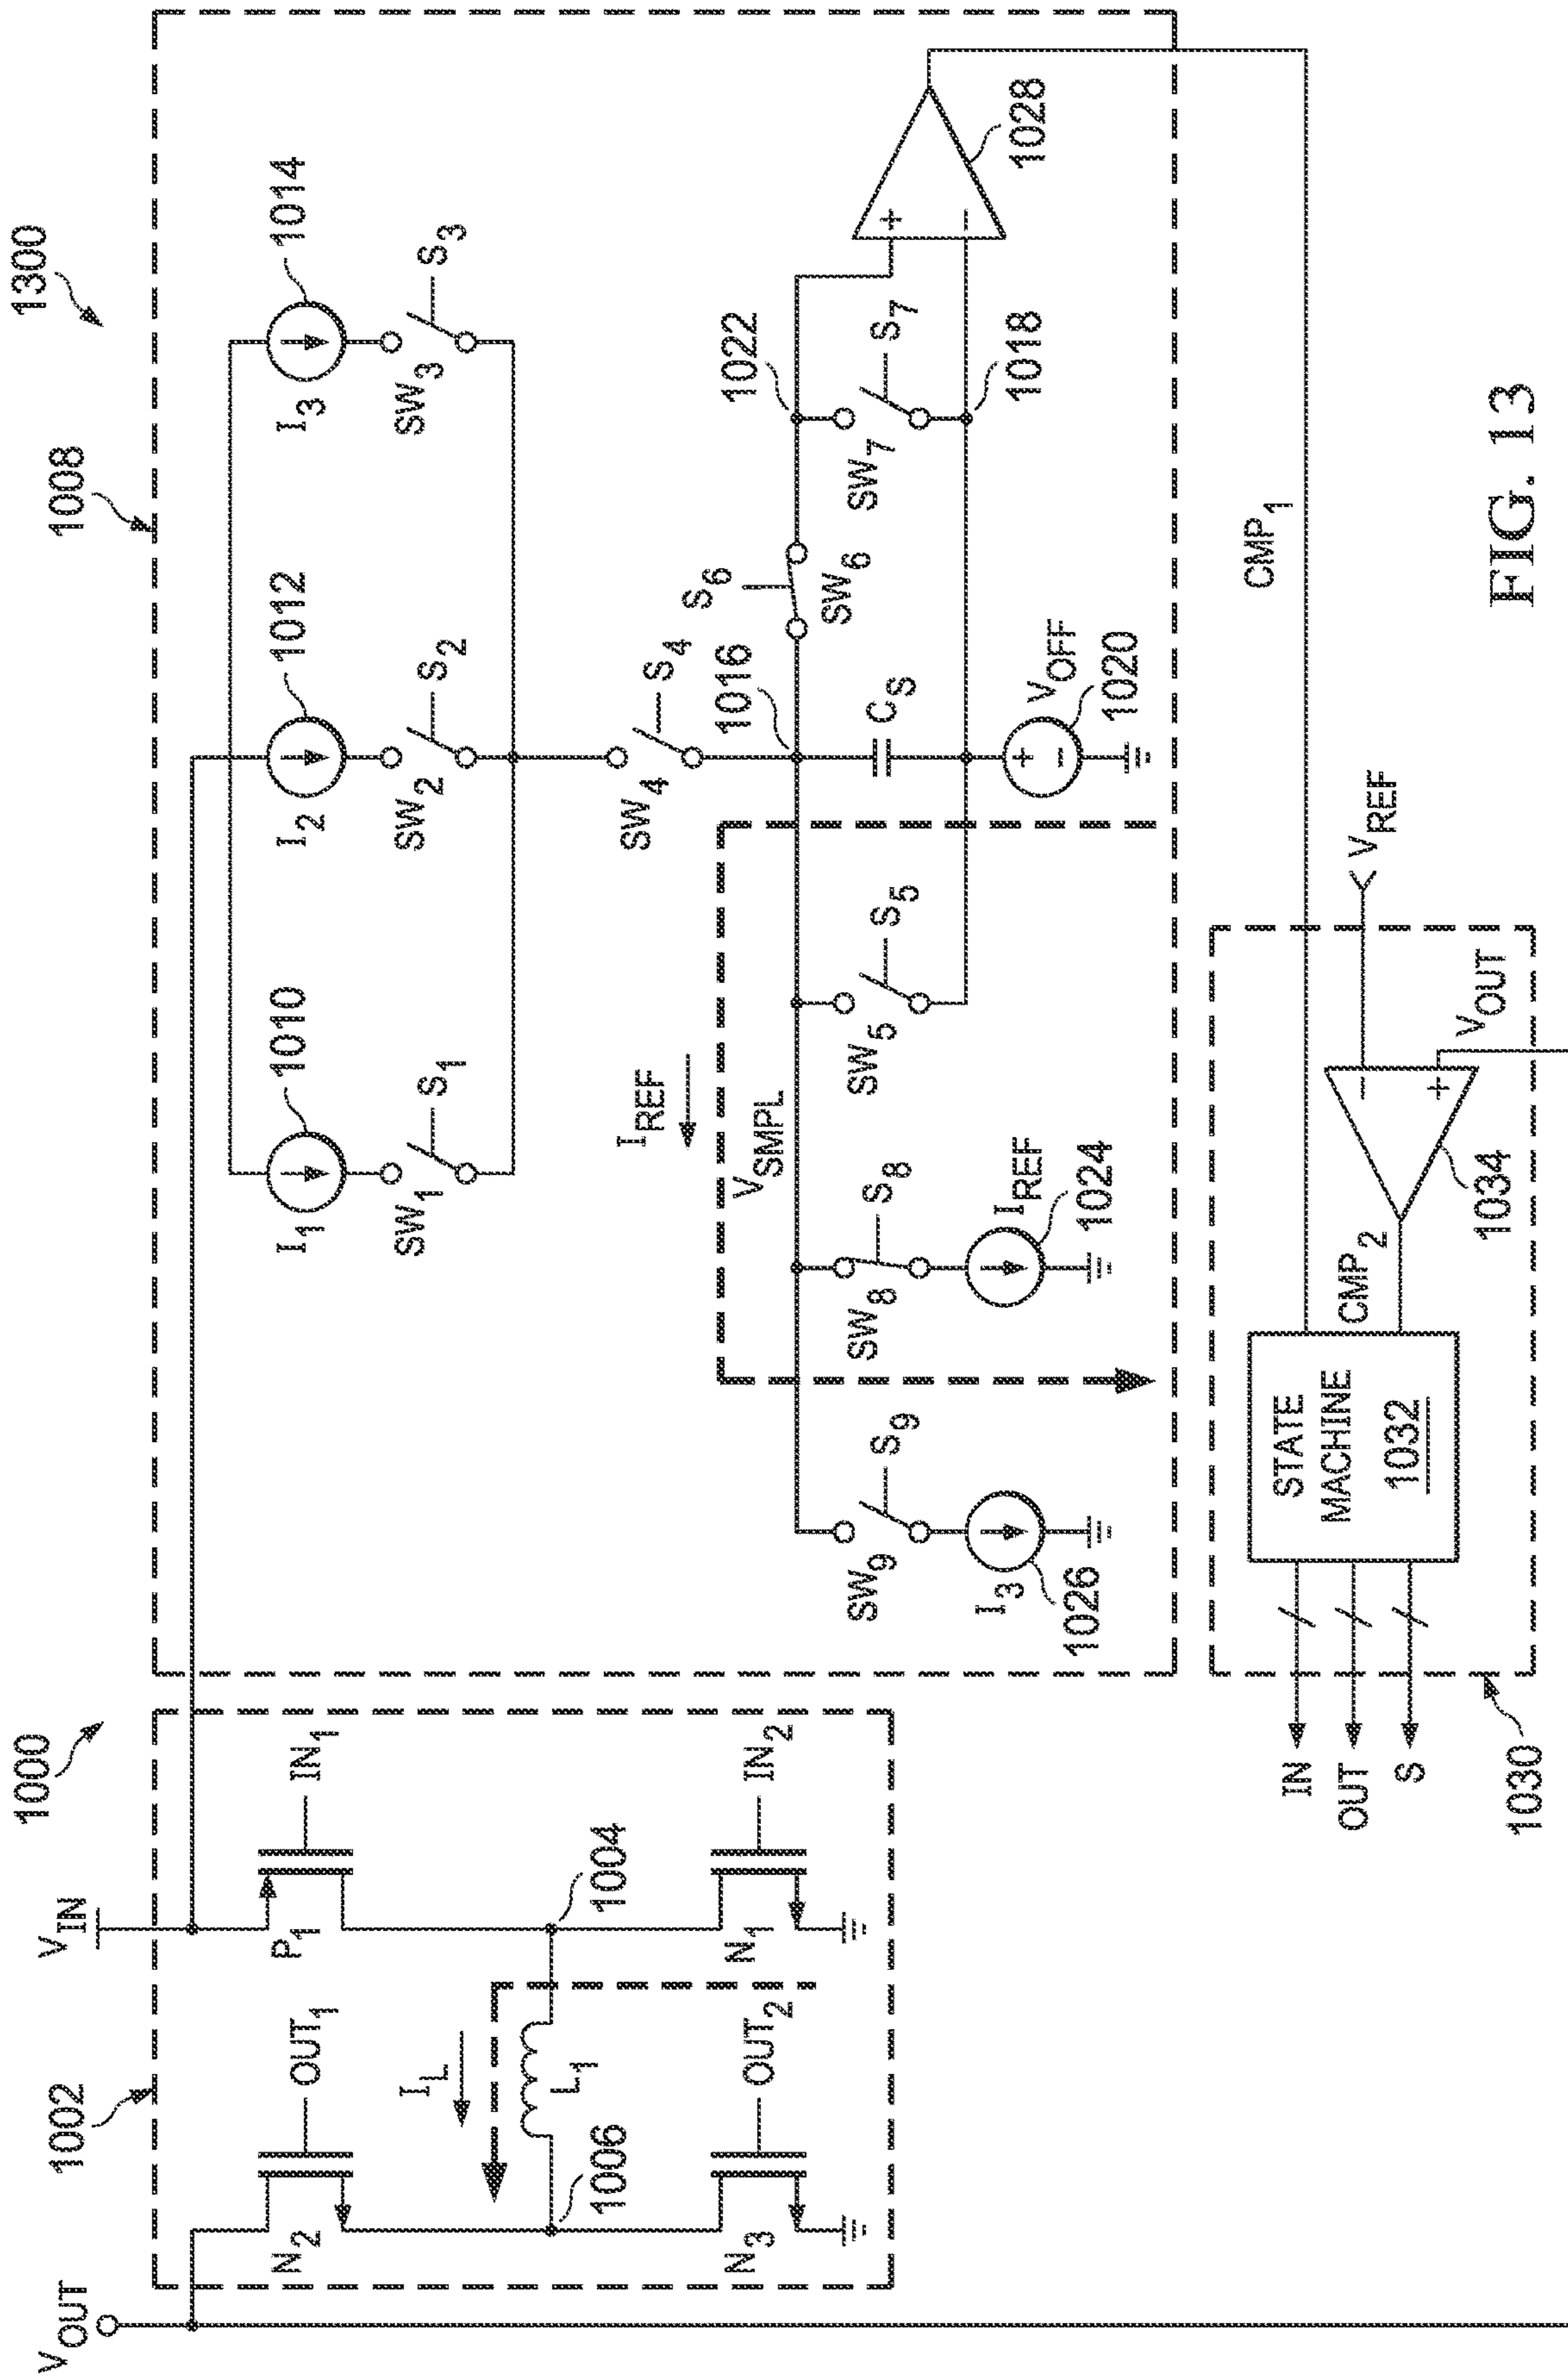 1300
1008
1014
I3
SW3
S3
1012
I2
SW2
S2
1010
I1
SW1
S1
SW4
S4
1016
S6
SW6
1022
SW7
S7
1018
1028
IREF
VSMPL
SW5
S5
CS
VOFF
1020
SW8
S8
IREF
1024
SW9
S9
I3
1026
+
−
+
−
CMP1
1000
1002
VOUT
VIN
P1
IN1
N2
OUT1
IL
L1
1004
1006
N1
IN2
N3
OUT2
STATE
MACHINE
1032
CMP2
−
+
1034
VREF
VOUT
IN
OUT
S
1030
FIG. 13